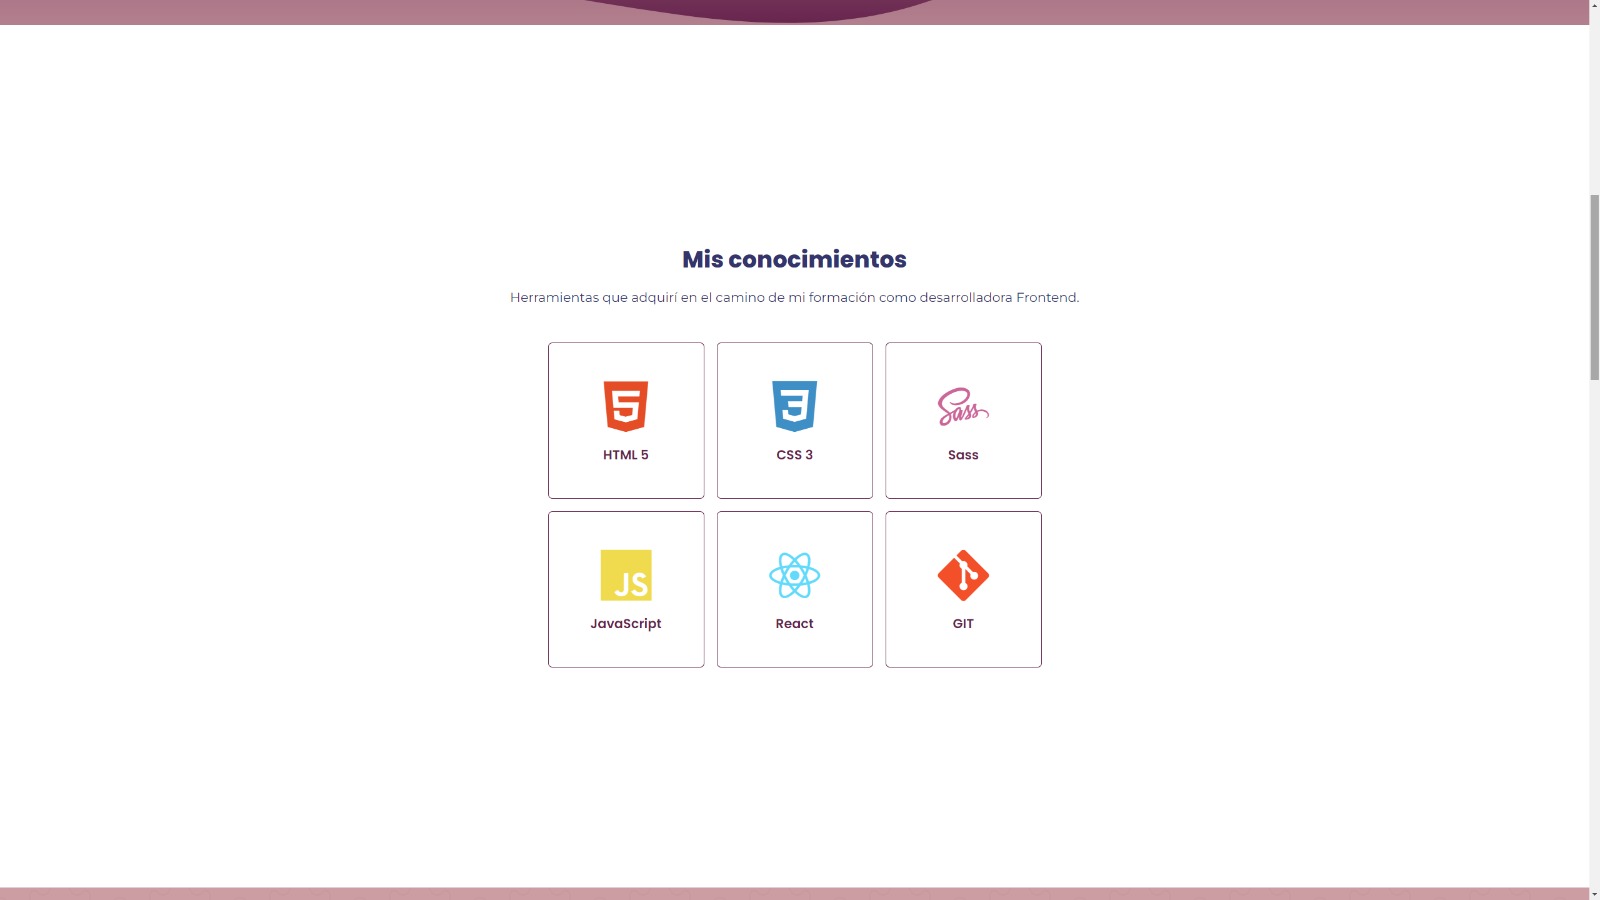 Mis conocimientos
Herramientas que adquirí en el camino de mi formación como desarrolladora Frontend.
5
3
Sass
HTML 5
CSS 3
Sass
JS
JavaScript
React
GIT